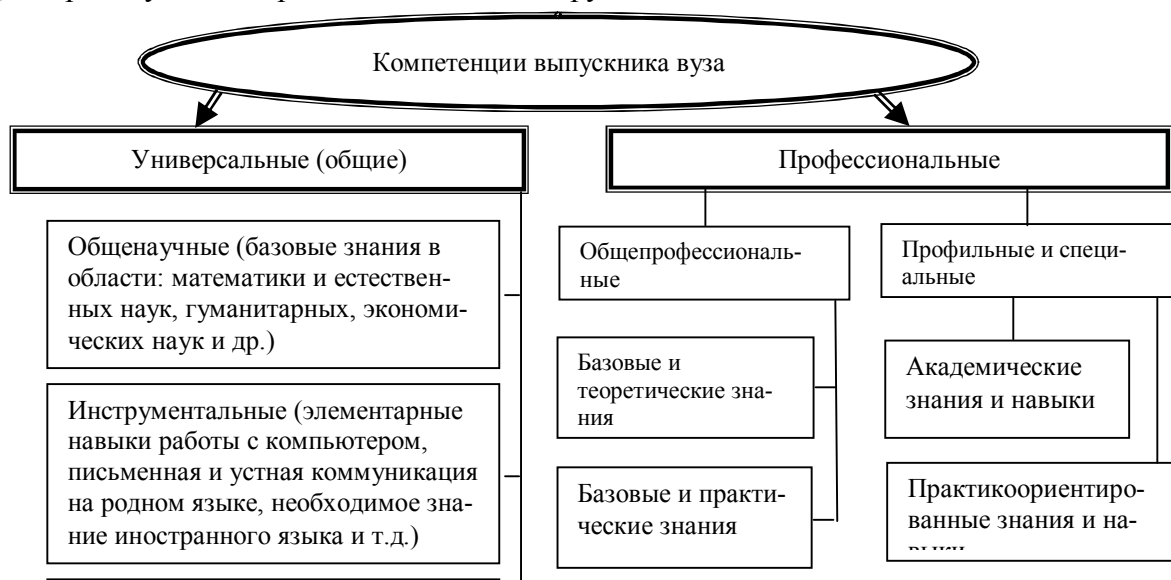 Компетенции выпускника вуза
Универсальные (общие)
Общенаучные (базовые знания в
области: математики и естествен-
ных наук, гуманитарных, экономи-
ческих наук и др.)
Инструментальные (элементарные
навыки работы с компьютером,
письменная и устная коммуникация
на родном языке, необходимое зна-
ние иностранного языка и т.д.)
Профессиональные
Общепрофессиональ-
ные
Базовые и
теоретические зна-
ния
Базовые и практи-
ческие знания
Профильные и специ-
альные
Академические
знания и навыки
Практикоориентиро-
ванные знания и на-
выки